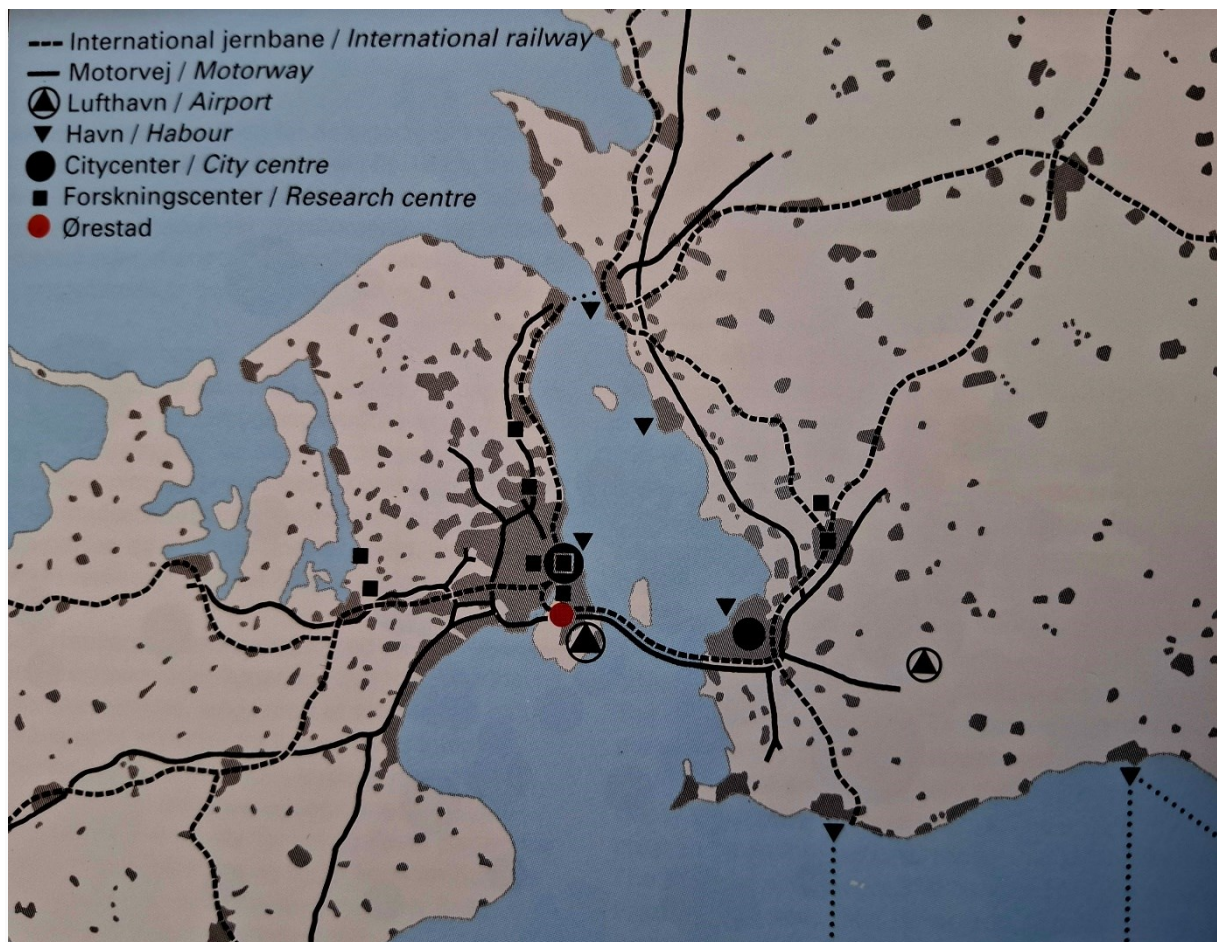 International jernbane / International railway
Motorvej / Motorway
Lufthavn / Airport
Havn / Habour
Citycenter / City centre
Forskningscenter / Research centre
Ørestad